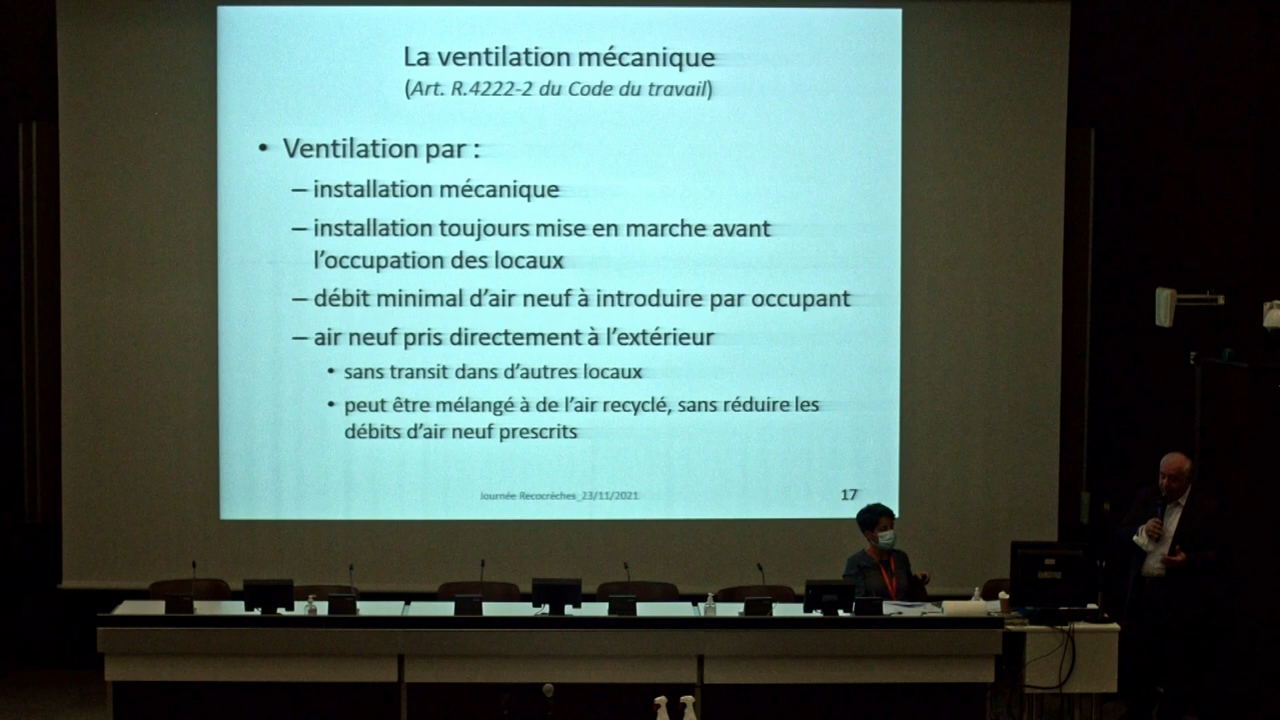 La ventilation mécanique
(Art. R.4222-2 du Code du travail)
• Ventilation par :
– installation mécanique
– installation toujours mise en marche avant
l’occupation des locaux
– débit minimal d’air neuf à introduire par occupant
– air neuf pris directement à l’extérieur
• sans transit dans d’autres locaux
• peut être mélangé à de l’air recyclé, sans réduire les
débits d’air neuf prescrits
Journée Recocrèches_23/11/2021
17